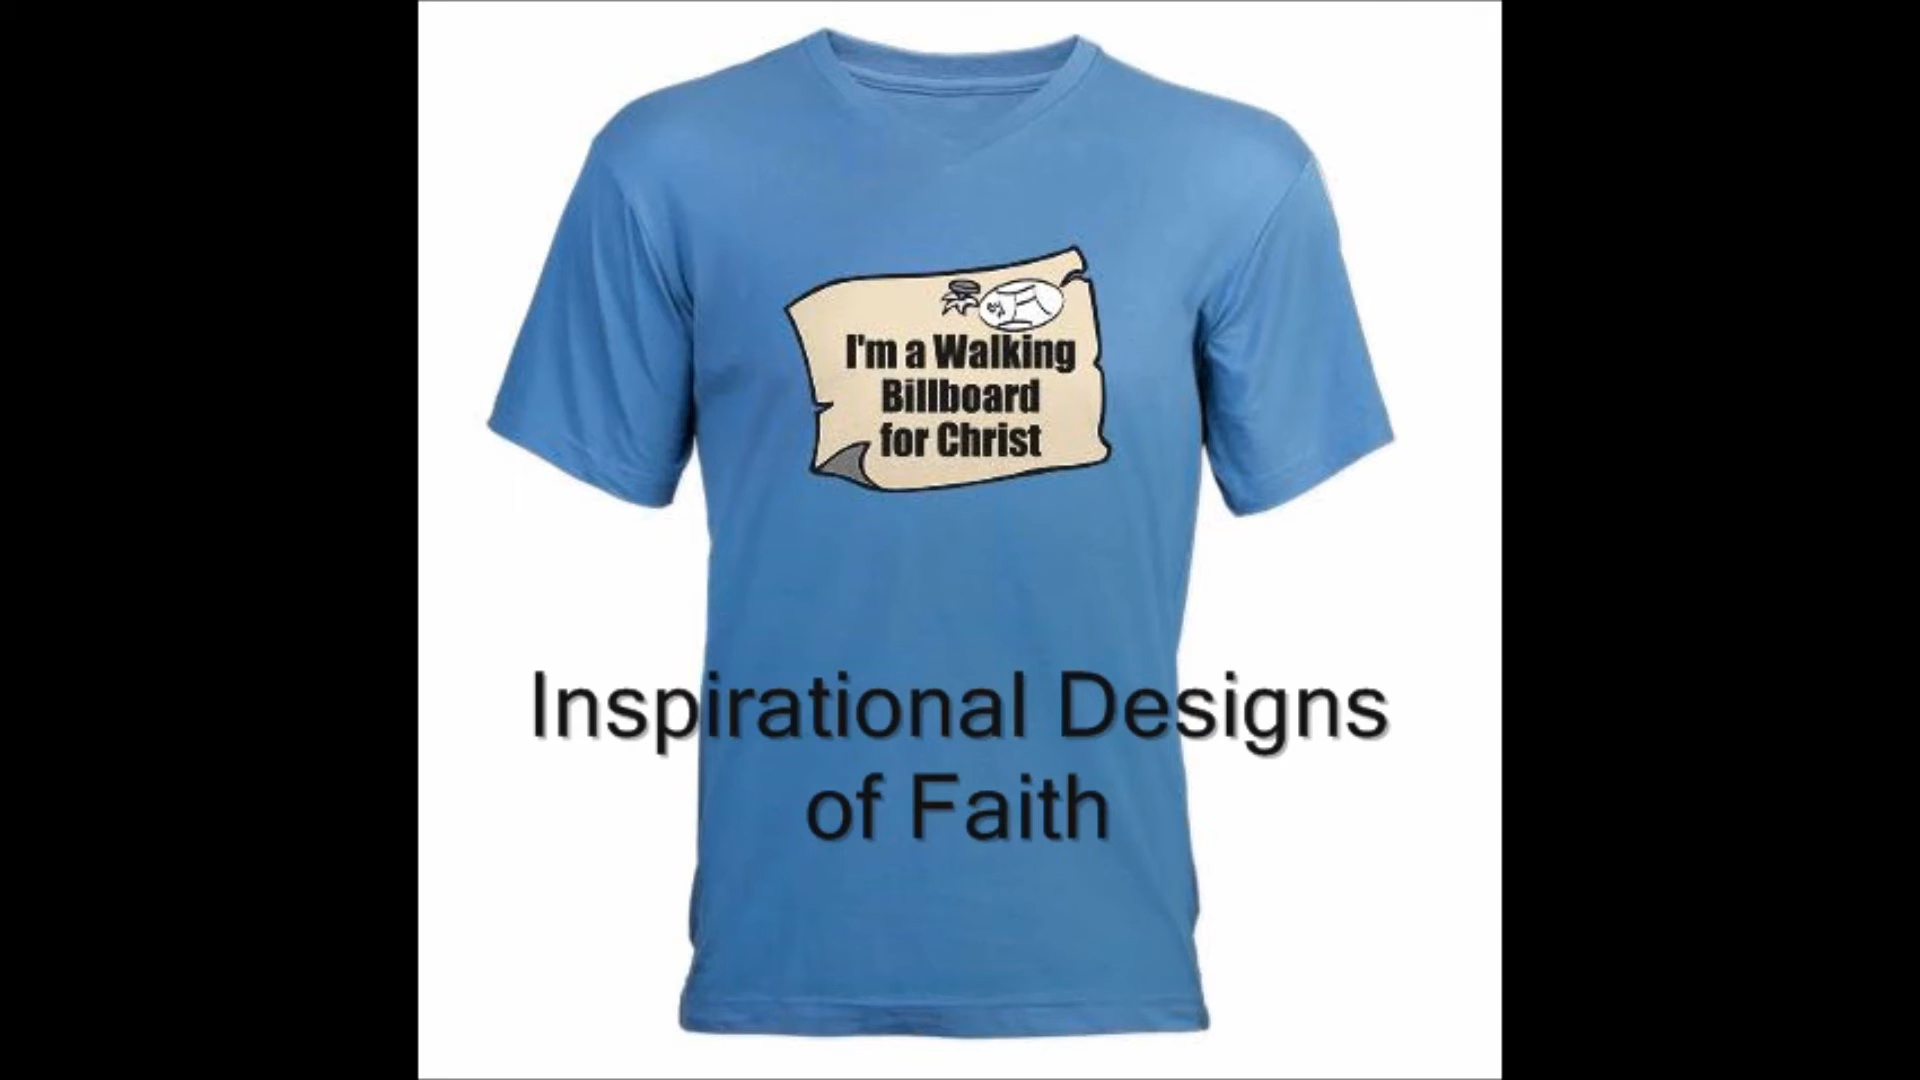 I'm a Walking
Billboard
for Christ
Inspirational Designs
of Faith